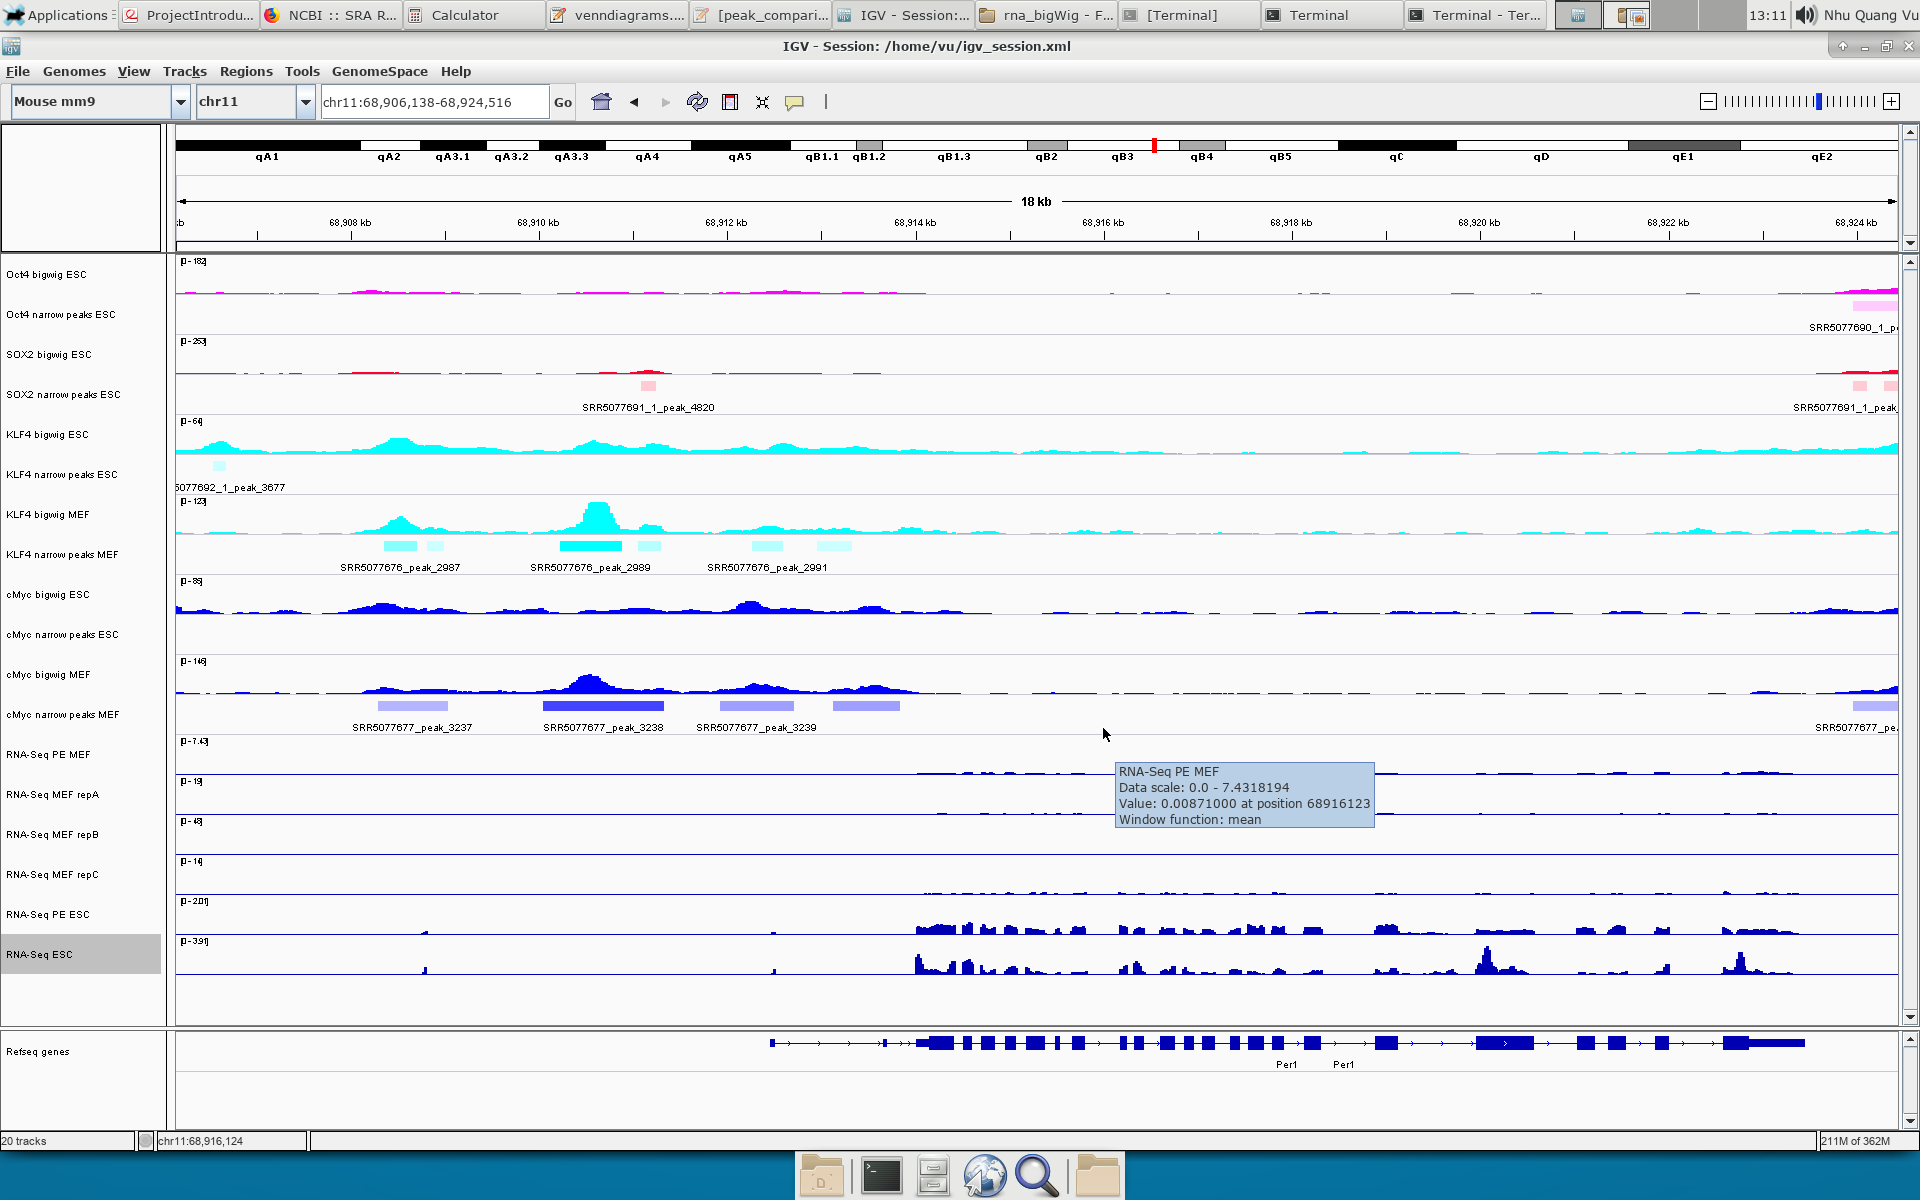 Applications
ProjectIntrodu...
NCBI :: SRA R...
Calculator
venndiagrams....
[peak_compari...
IGV - Session:...
rna_bigWig - F...
[Terminal]
Terminal
Terminal - Ter...
13:11
Nhu Quang Vu
IGV - Session: /home/vu/igv_session.xml
File Genomes View Tracks Regions Tools GenomeSpace Help
Mouse mm9
chr11
chr11:68,906,138-68,924,516
Go
qA1 qA2 qA3.1 qA3.2 qA3.3 qA4 qA5 qB1.1 qB1.2 qB1.3 qB2 qB3 qB4 qB5 qC qD qE1 qE2
18 kb
68,908 kb 68,910 kb 68,912 kb 68,914 kb 68,916 kb 68,918 kb 68,920 kb 68,922 kb 68,924 kb
[0-182]
Oct4 bigwig ESC
Oct4 narrow peaks ESC
SRR5077690_1_pe
[0-253]
SOX2 bigwig ESC
SOX2 narrow peaks ESC
SRR5077691_1_peak_4820
SRR5077691_1_peak_
[0-64]
KLF4 bigwig ESC
KLF4 narrow peaks ESC
5077692_1_peak_3677
[0-123]
KLF4 bigwig MEF
KLF4 narrow peaks MEF
SRR5077676_peak_2987
SRR5077676_peak_2989
SRR5077676_peak_2991
[0-85]
cMyc bigwig ESC
cMyc narrow peaks ESC
[0-146]
cMyc bigwig MEF
cMyc narrow peaks MEF
SRR5077677_peak_3237
SRR5077677_peak_3238
SRR5077677_peak_3239
SRR5077677_pe.
[0-7.43]
RNA-Seq PE MEF
RNA-Seq PE MEF
Data scale: 0.0 - 7.4318194
Value: 0.00871000 at position 68916123
Window function: mean
[0-19]
RNA-Seq MEF repA
[0-48]
RNA-Seq MEF repB
[0-14]
RNA-Seq MEF repC
[0-2.01]
RNA-Seq PE ESC
[0-3.91]
RNA-Seq ESC
Refseq genes
Per1 Per1
20 tracks
chr11:68,916,124
211M of 362M